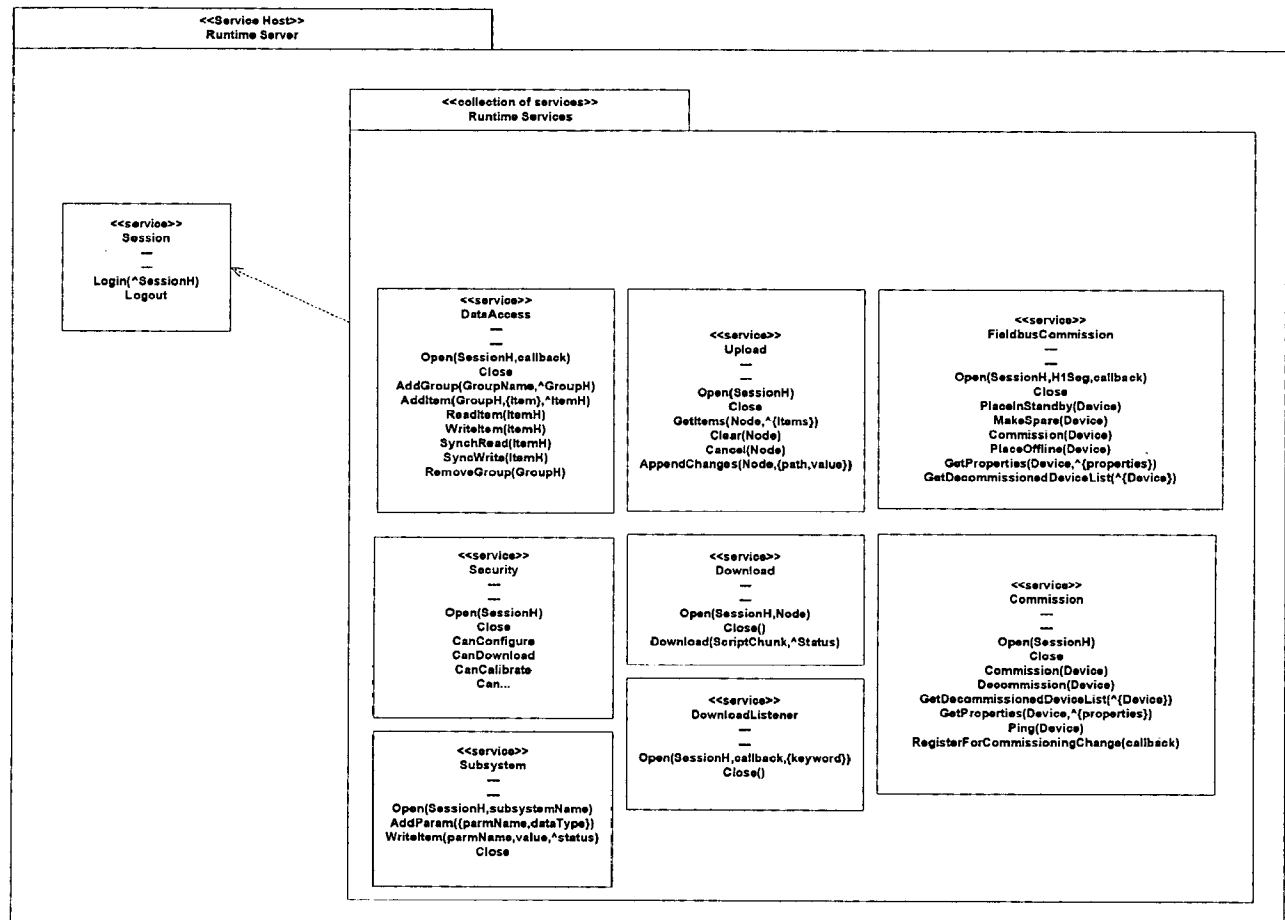 <<Service Host>>
Runtime Server
<<collection of services>>
Runtime Services
<<service>>
Session
—
—
Login(^SessionH)
Logout
<<service>>
DataAccess
—
—
Open(SessionH,callback)
Close
AddGroup(GroupName,^GroupH)
AddItem(GroupH,{Item},^ItemH)
ReadItem(ItemH)
WriteItem(ItemH)
SynchRead(ItemH)
SyncWrite(ItemH)
RemoveGroup(GroupH)
<<service>>
Upload
—
—
Open(SessionH)
Close
GetItems(Node,^{Items})
Clear(Node)
Cancel(Node)
AppendChanges(Node,{path,value})
<<service>>
FieldbusCommission
—
—
Open(SessionH,H1Seg,callback)
Close
PlaceInStandby(Device)
MakeSpare(Device)
Commission(Device)
PlaceOffline(Device)
GetProperties(Device,^{properties})
GetDecommissionedDeviceList(^{Device})
<<service>>
Security
—
—
Open(SessionH)
Close
CanConfigure
CanDownload
CanCalibrate
Can...
<<service>>
Download
—
—
Open(SessionH,Node)
Close()
Download(ScriptChunk,^Status)
<<service>>
Commission
—
—
Open(SessionH)
Close
Commission(Device)
Decommission(Device)
GetDecommissionedDeviceList(^{Device})
GetProperties(Device,^{properties})
Ping(Device)
RegisterForCommissioningChange(callback)
<<service>>
DownloadListener
—
—
Open(SessionH,callback,{keyword})
Close()
<<service>>
Subsystem
—
—
Open(SessionH,subsystemName)
AddParam({parmName,dataType})
WriteItem(parmName,value,^status)
Close